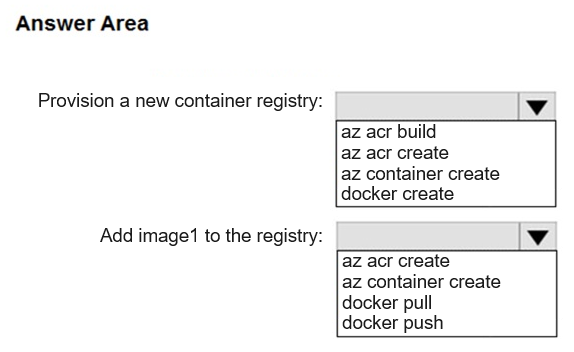 Answer Area
Provision a new container registry:
az acr build
az acr create
az container create
docker create
Add image1 to the registry:
az acr create
az container create
docker pull
docker push